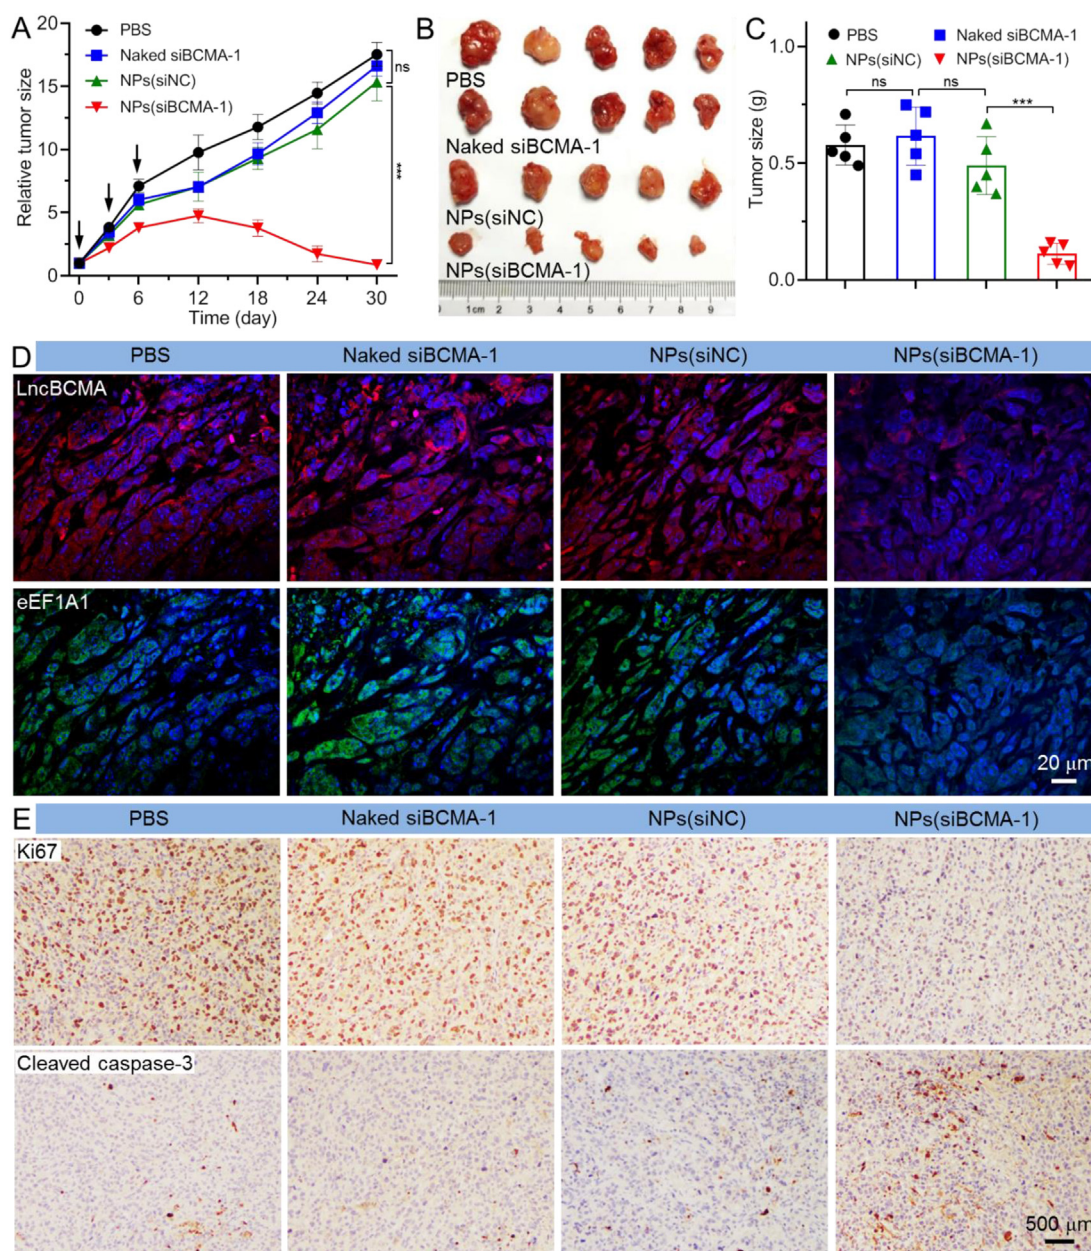 A
20
15
10
5
0
Relative tumor size
PBS
Naked siBCMA-1
NPs(siNC)
NPs(siBCMA-1)
ns
***
0 6 12 18 24 30
Time (day)
B
PBS
Naked siBCMA-1
NPs(siNC)
NPs(siBCMA-1)
0 1cm 2 3 4 5 6 7 8 9
C
PBS Naked siBCMA-1
NPs(siNC) NPs(siBCMA-1)
1.0
0.5
0.0
Tumor size (g)
ns ns ***
D PBS Naked siBCMA-1 NPs(siNC) NPs(siBCMA-1)
LncBCMA
eEF1A1
20 μm
E PBS Naked siBCMA-1 NPs(siNC) NPs(siBCMA-1)
Ki67
Cleaved caspase-3
500 μm